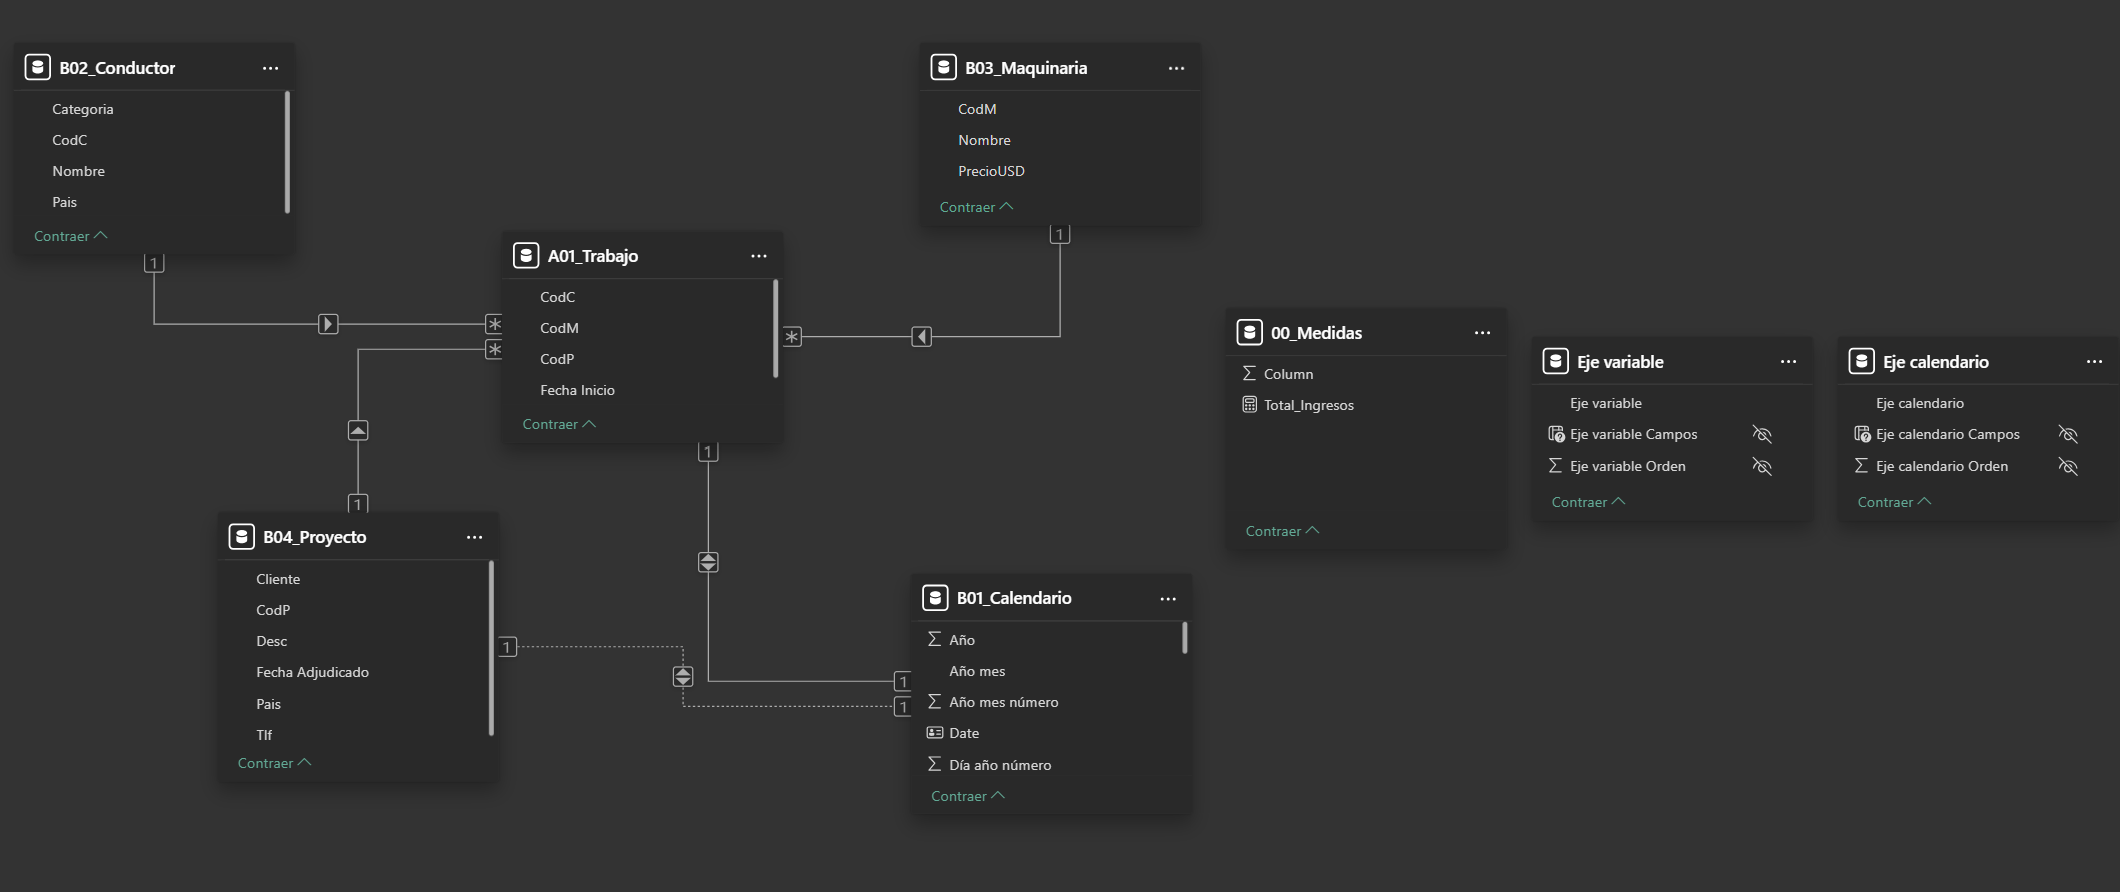 B02_Conductor
Categoria
CodC
Nombre
Pais
Contraer
1
B03_Maquinaria
CodM
Nombre
PrecioUSD
Contraer
1
A01_Trabajo
CodC
CodM
CodP
Fecha Inicio
Contraer
*
*
*
1
00_Medidas
Column
Total_Ingresos
Contraer
Eje variable
Eje variable
Eje variable Campos
Eje variable Orden
Contraer
Eje calendario
Eje calendario
Eje calendario Campos
Eje calendario Orden
Contraer
1
B04_Proyecto
Cliente
CodP
Desc
Fecha Adjudicado
Pais
Tlf
Contraer
1
B01_Calendario
Año
Año mes
Año mes número
Date
Día año número
Contraer
1
1